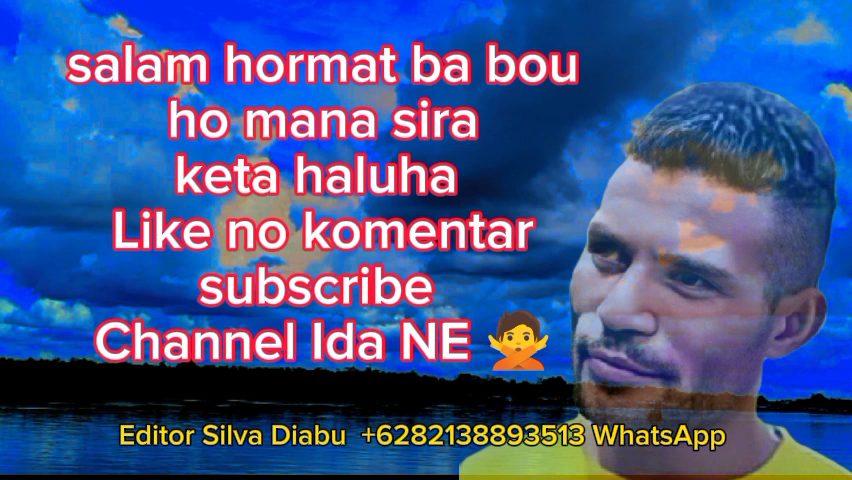 salam hormat ba bou
ho mana sira
keta haluha
Like no komentar
subscribe
Channel Ida NE 🙅
Editor Silva Diabu +6282138893513 WhatsApp